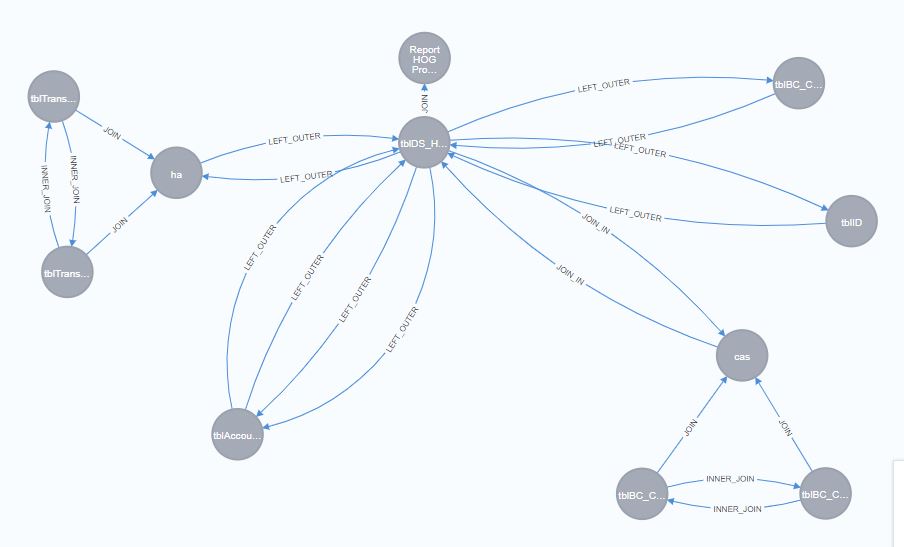 Report
HOG
Pro...
JOIN
tblTrans...
LEFT_OUTER
tblBC_C...
JOIN
LEFT_OUTER
tblDS_H...
LEFT_OUTER
LEFT_OUTER
ha
LEFT_OUTER
INNER_JOIN
INNER_JOIN
JOIN
LEFT_OUTER
tblID
JOIN_IN
LEFT_OUTER
tblTrans...
LEFT_OUTER
LEFT_OUTER
JOIN_IN
LEFT_OUTER
cas
tblAccou...
JOIN
JOIN
INNER_JOIN
tblBC_C...
tblBC_C...
INNER_JOIN